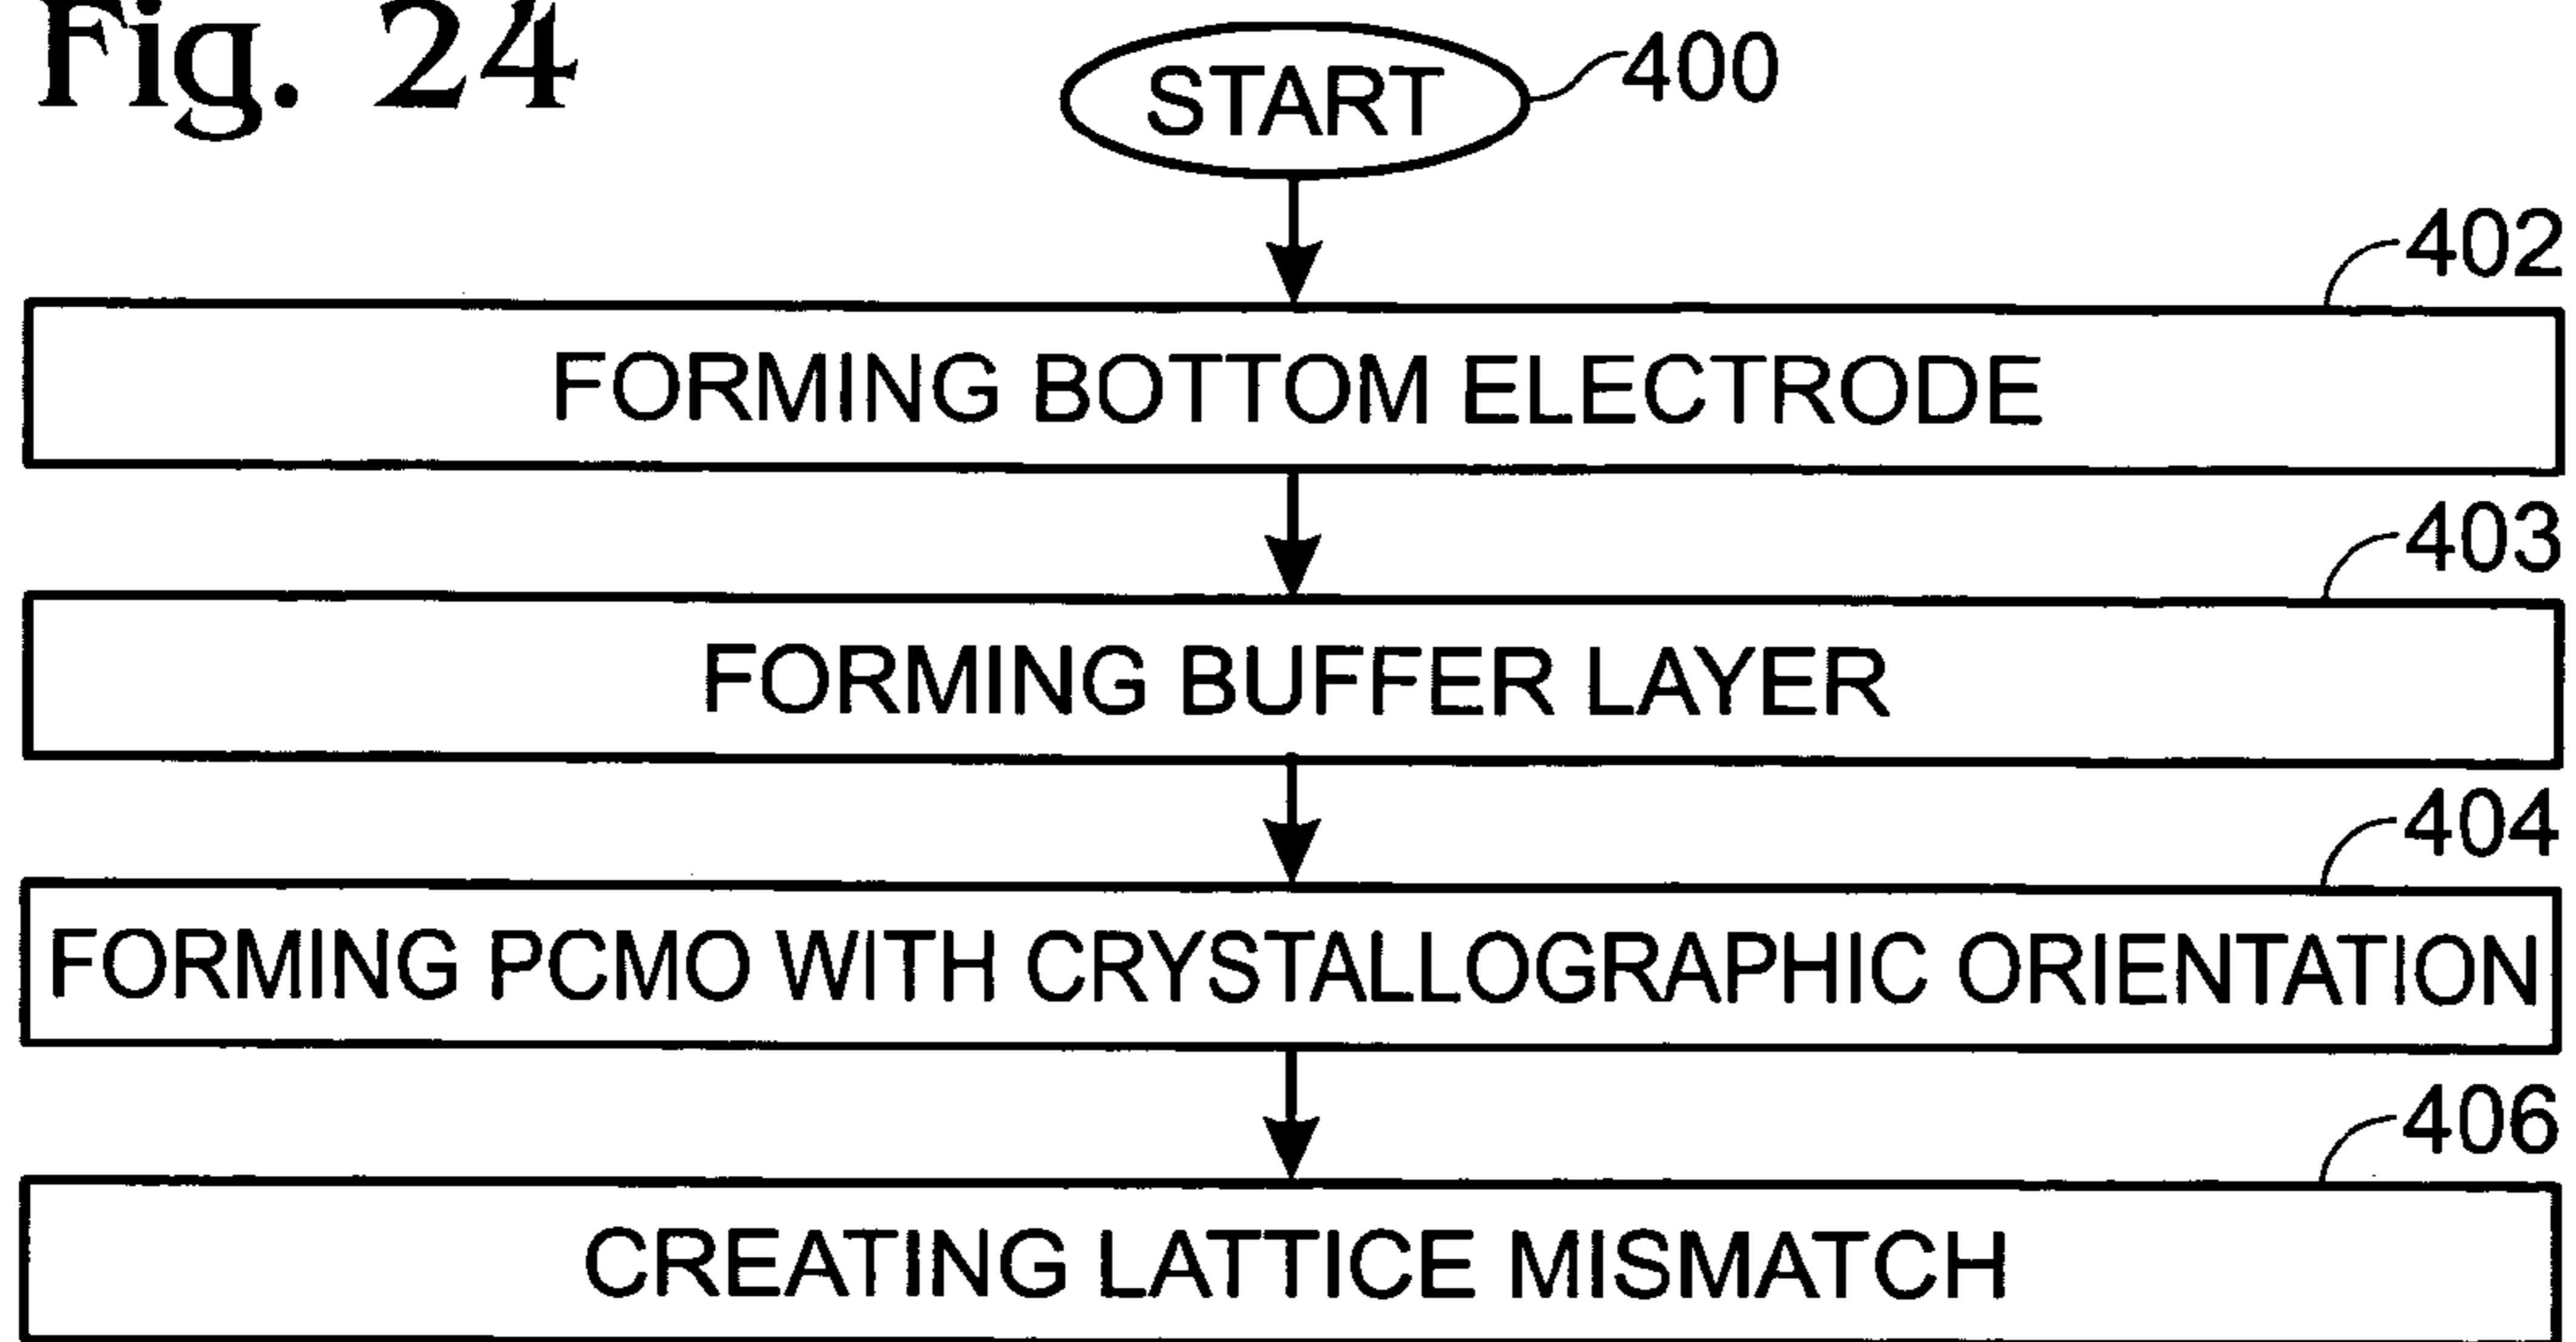 Fig. 24
START
400
402
FORMING BOTTOM ELECTRODE
403
FORMING BUFFER LAYER
404
FORMING PCMO WITH CRYSTALLOGRAPHIC ORIENTATION
406
CREATING LATTICE MISMATCH